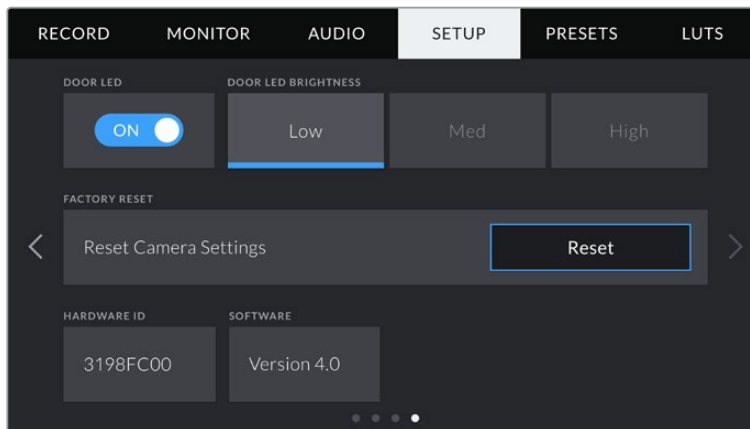 RECORD MONITOR AUDIO SETUP PRESETS LUTS
DOOR LED DOOR LED BRIGHTNESS
ON Low Med High
FACTORY RESET
Reset Camera Settings Reset
HARDWARE ID SOFTWARE
3198FC00 Version 4.0